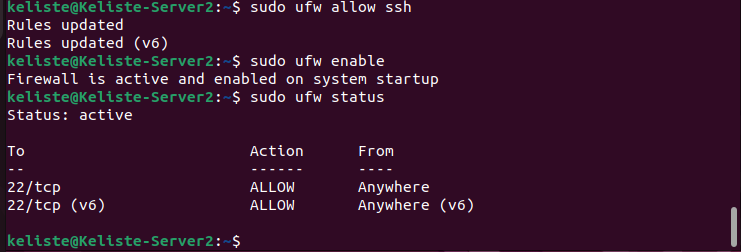 keliste@Keliste-Server2:~$ sudo ufw allow ssh
Rules updated
Rules updated (v6)
keliste@Keliste-Server2:~$ sudo ufw enable
Firewall is active and enabled on system startup
keliste@Keliste-Server2:~$ sudo ufw status
Status: active

To                         Action      From
--                         ------      ----
22/tcp                     ALLOW       Anywhere
22/tcp (v6)                ALLOW       Anywhere (v6)

keliste@Keliste-Server2:~$